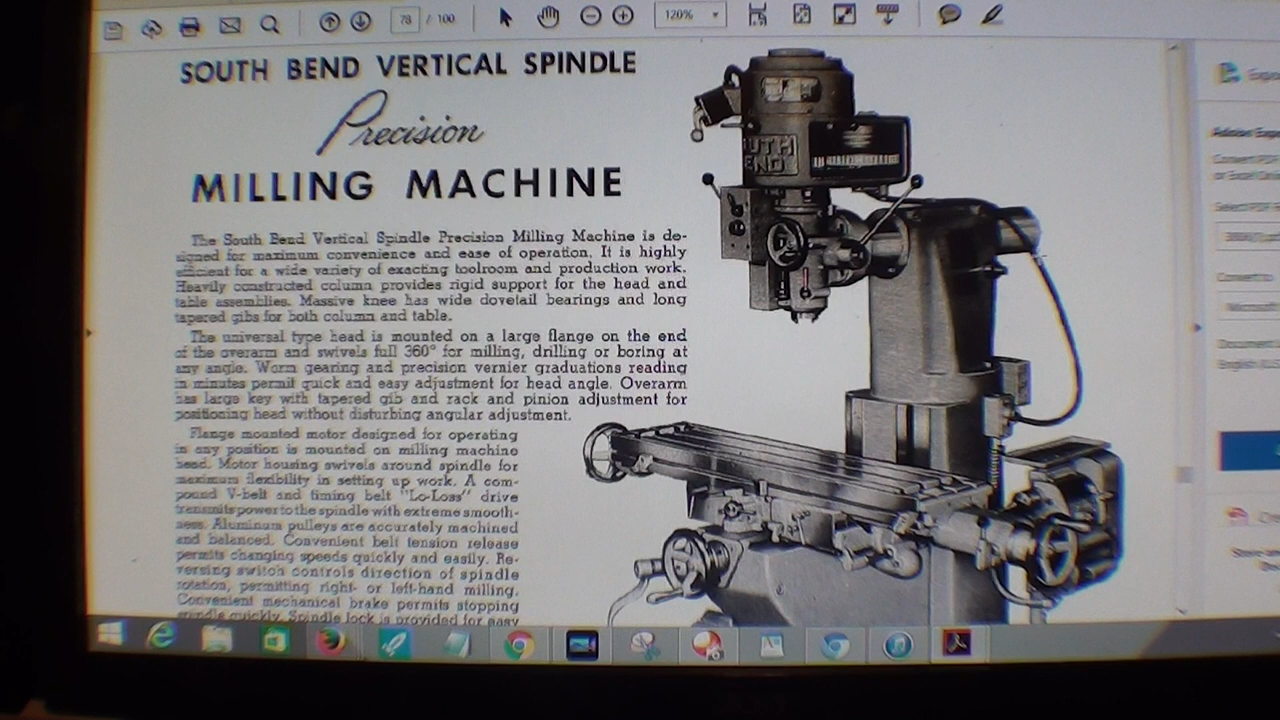 78 / 100
120%
SOUTH BEND VERTICAL SPINDLE
Precision
MILLING MACHINE
UTH
END
The South Bend Vertical Spindle Precision Milling Machine is de-
signed for maximum convenience and ease of operation. It is highly
efficient for a wide variety of exacting toolroom and production work.
Heavily constructed column provides rigid support for the head and
table assemblies. Massive knee has wide dovetail bearings and long
tapered gibs for both column and table.
The universal type head is mounted on a large flange on the end
of the overarm and swivels full 360° for milling, drilling or boring at
any angle. Worm gearing and precision vernier graduations reading
in minutes permit quick and easy adjustment for head angle. Overarm
has large key with tapered gib and rack and pinion adjustment for
positioning head without disturbing angular adjustment.
Flange mounted motor designed for operating
in any position is mounted on milling machine
head. Motor housing swivels around spindle for
maximum flexibility in setting up work. A com-
pound V-belt and timing belt "Lo-Loss" drive
transmits power to the spindle with extreme smooth-
ness. Aluminum pulleys are accurately machined
and balanced. Convenient belt tension release
permits changing speeds quickly and easily. Re-
versing switch controls direction of spindle
rotation, permitting right- or left-hand milling.
Convenient mechanical brake permits stopping
spindle quickly. Spindle lock is provided for easy